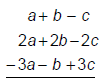 a+ b − c
2a+2b−2c
−3a− b +3c